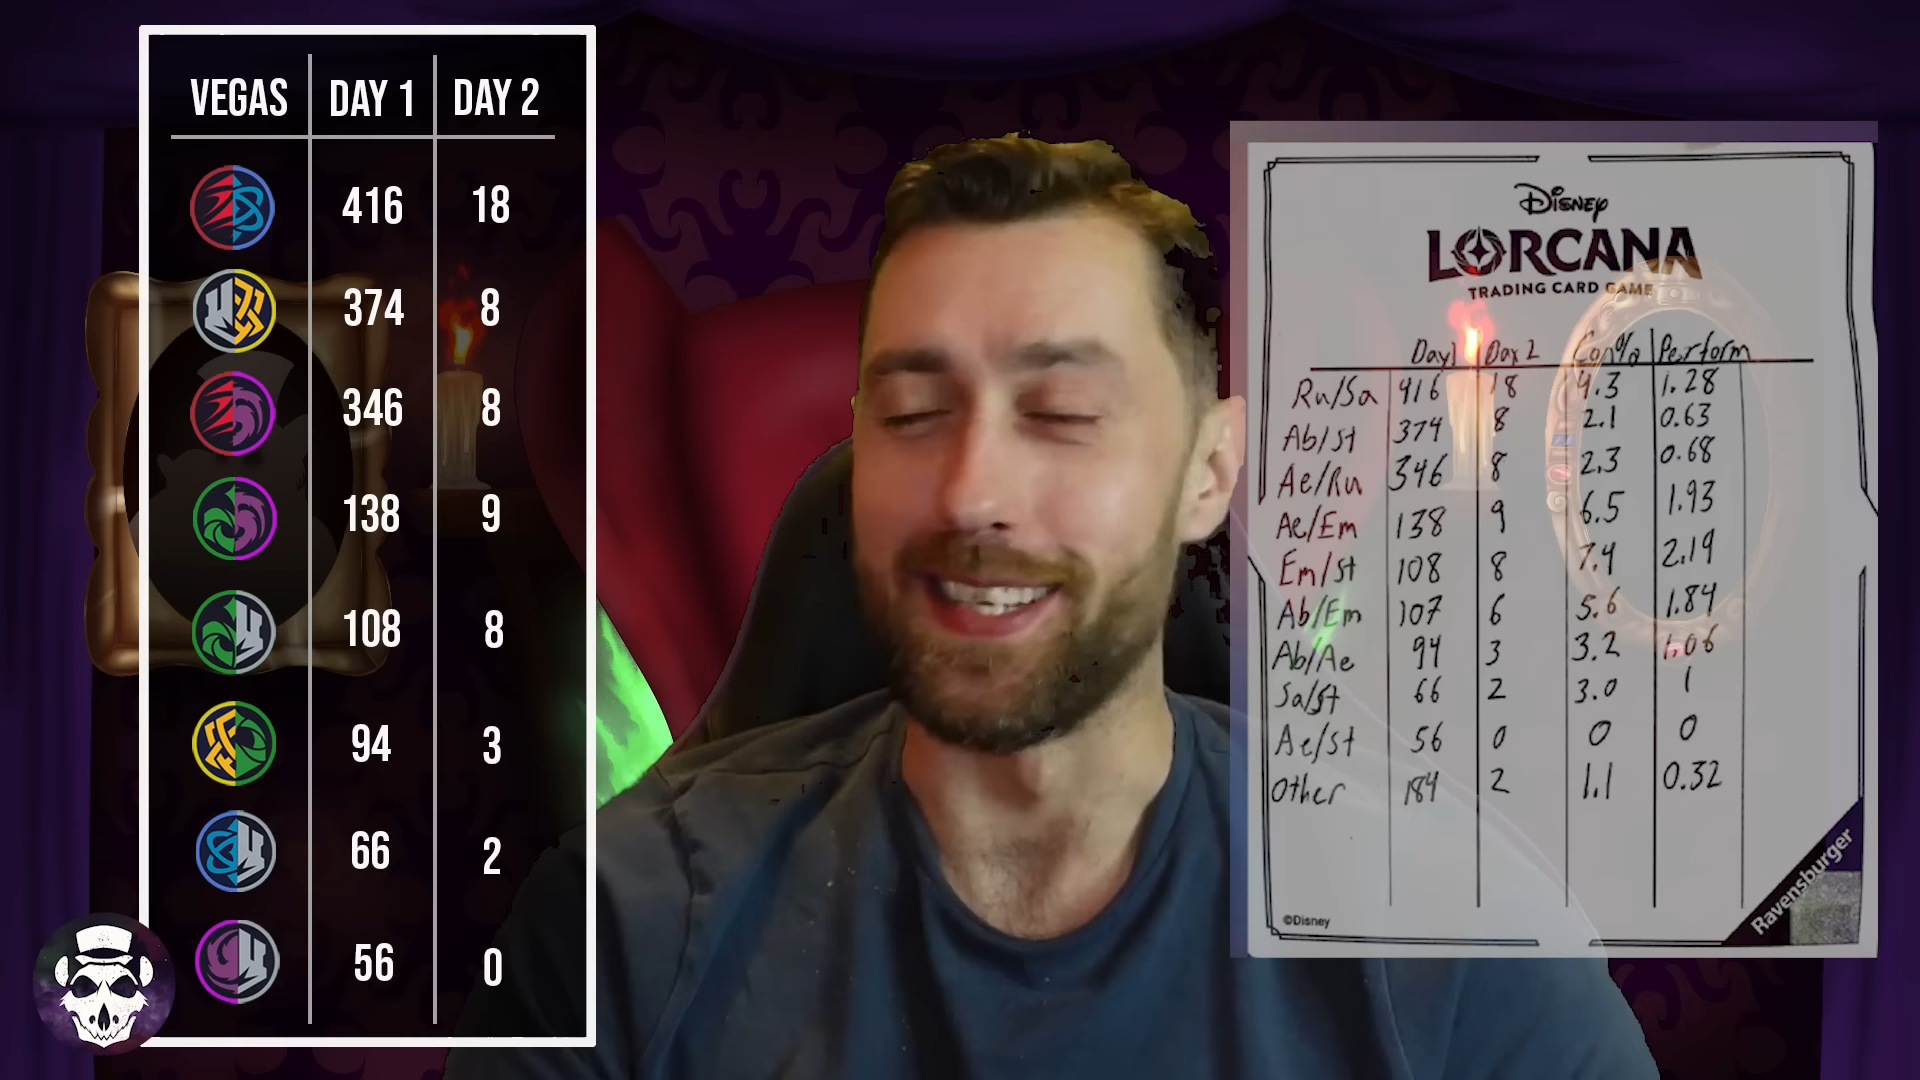 VEGAS DAY 1 DAY 2
416 18
374 8
346 8
138 9
108 8
94 3
66 2
56 0
Disney
LORCANA
TRADING CARD GAME
Day1 Day 2 Con% Perform
Ru/Sa 416 18 4.3 1.28
Ab/St 374 8 2.1 0.63
Ae/Ru 346 8 2.3 0.68
Ae/Em 138 9 6.5 1.93
Em/St 108 8 7.4 2.19
Ab/Em 107 6 5.6 1.84
Ab/Ae 94 3 3.2 1.06
Sa/St 66 2 3.0 1
Ae/St 56 0 0 0
Other 184 2 1.1 0.32
©Disney
Ravensburger